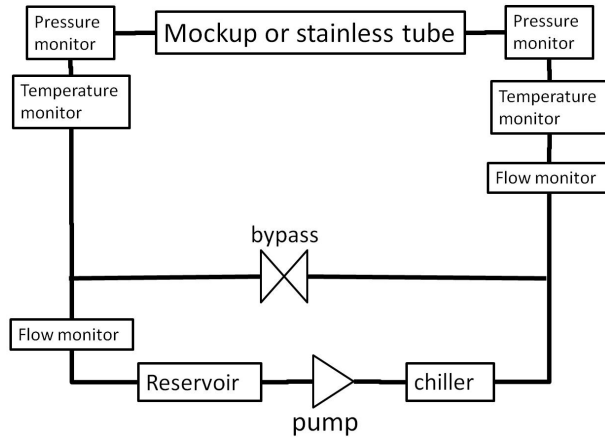 Pressure
monitor
Mockup or stainless tube
Pressure
monitor
Temperature
monitor
Temperature
monitor
Flow monitor
bypass
Flow monitor
Reservoir
pump
chiller